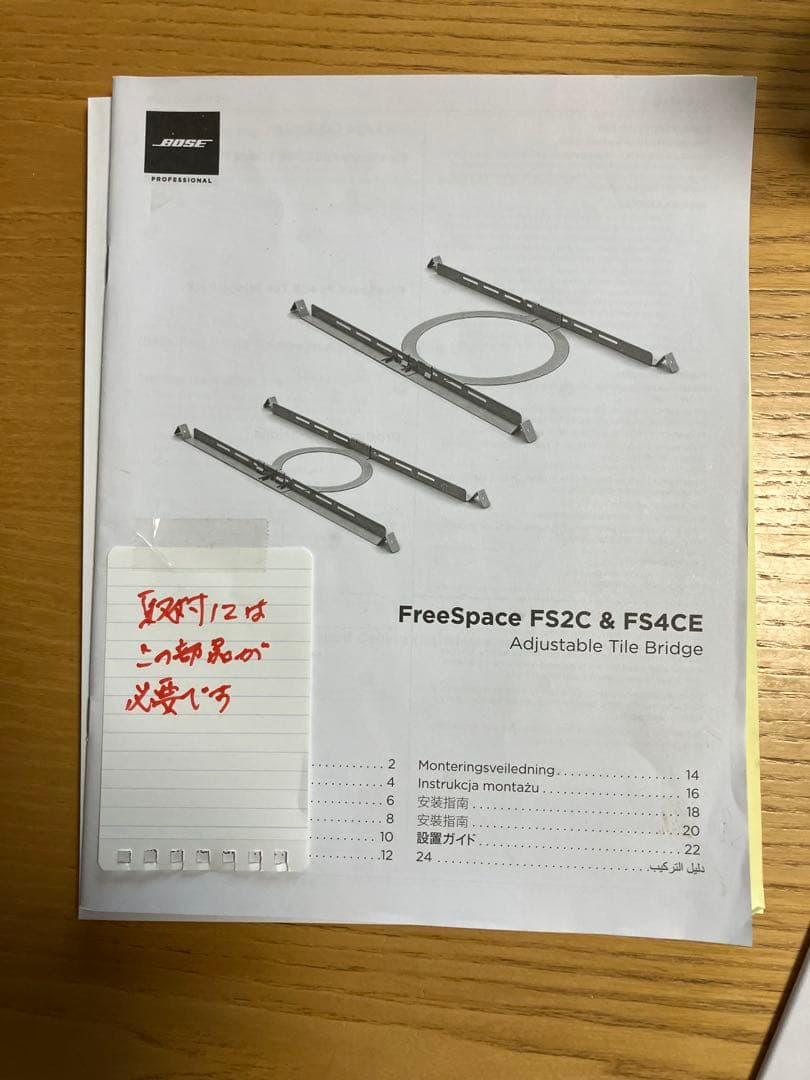 BOSE
PROFESSIONAL
FreeSpace FS2C & FS4CE
Adjustable Tile Bridge
取付には
この部品が
必要です
..........2
..........4
..........6
..........8
..........10
..........12
Monteringsveiledning..........14
Instrukcja montażu..........16
安装指南..........18
安裝指南..........20
設置ガイド..........22
دليل التركيب..........24